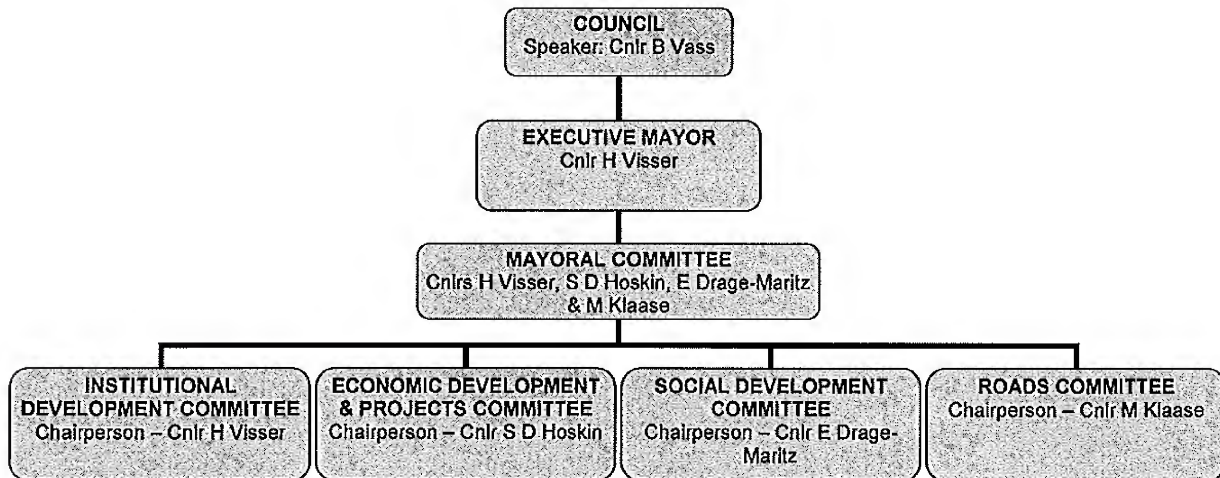 COUNCIL
Speaker: Cnlr B Vass
EXECUTIVE MAYOR
Cnlr H Visser
MAYORAL COMMITTEE
Cnlrs H Visser, S D Hoskin, E Drage-Maritz
& M Klaase
INSTITUTIONAL
DEVELOPMENT COMMITTEE
Chairperson – Cnlr H Visser
ECONOMIC DEVELOPMENT
& PROJECTS COMMITTEE
Chairperson – Cnlr S D Hoskin
SOCIAL DEVELOPMENT
COMMITTEE
Chairperson – Cnlr E Drage-
Maritz
ROADS COMMITTEE
Chairperson – Cnlr M Klaase